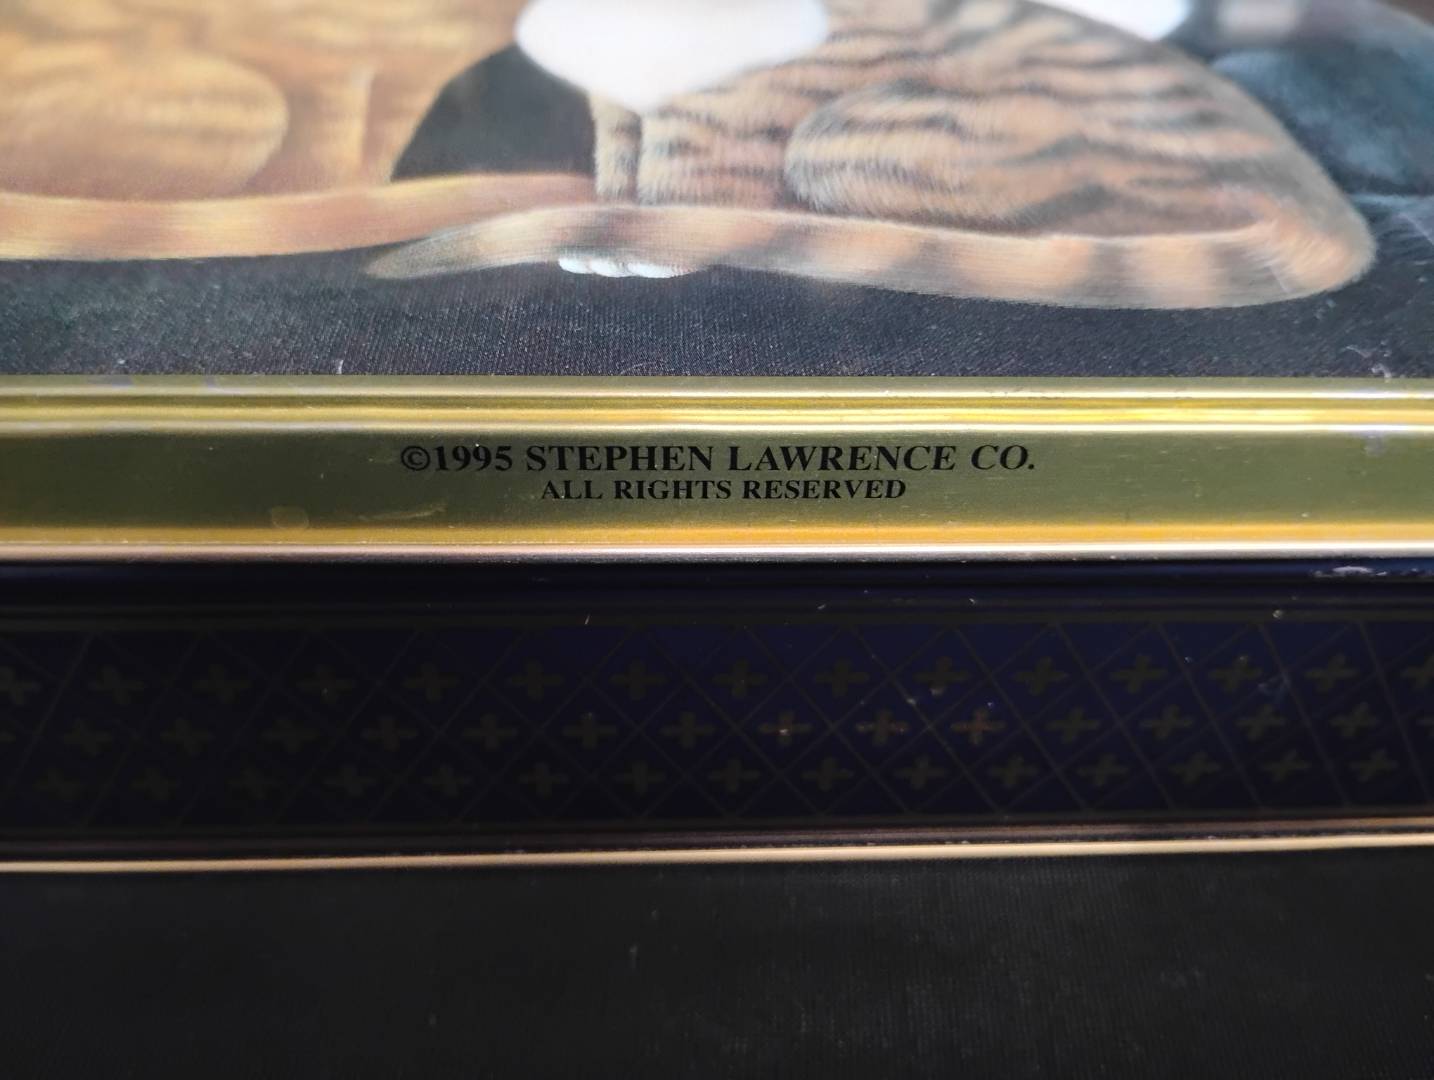 ©1995 STEPHEN LAWRENCE CO.
ALL RIGHTS RESERVED